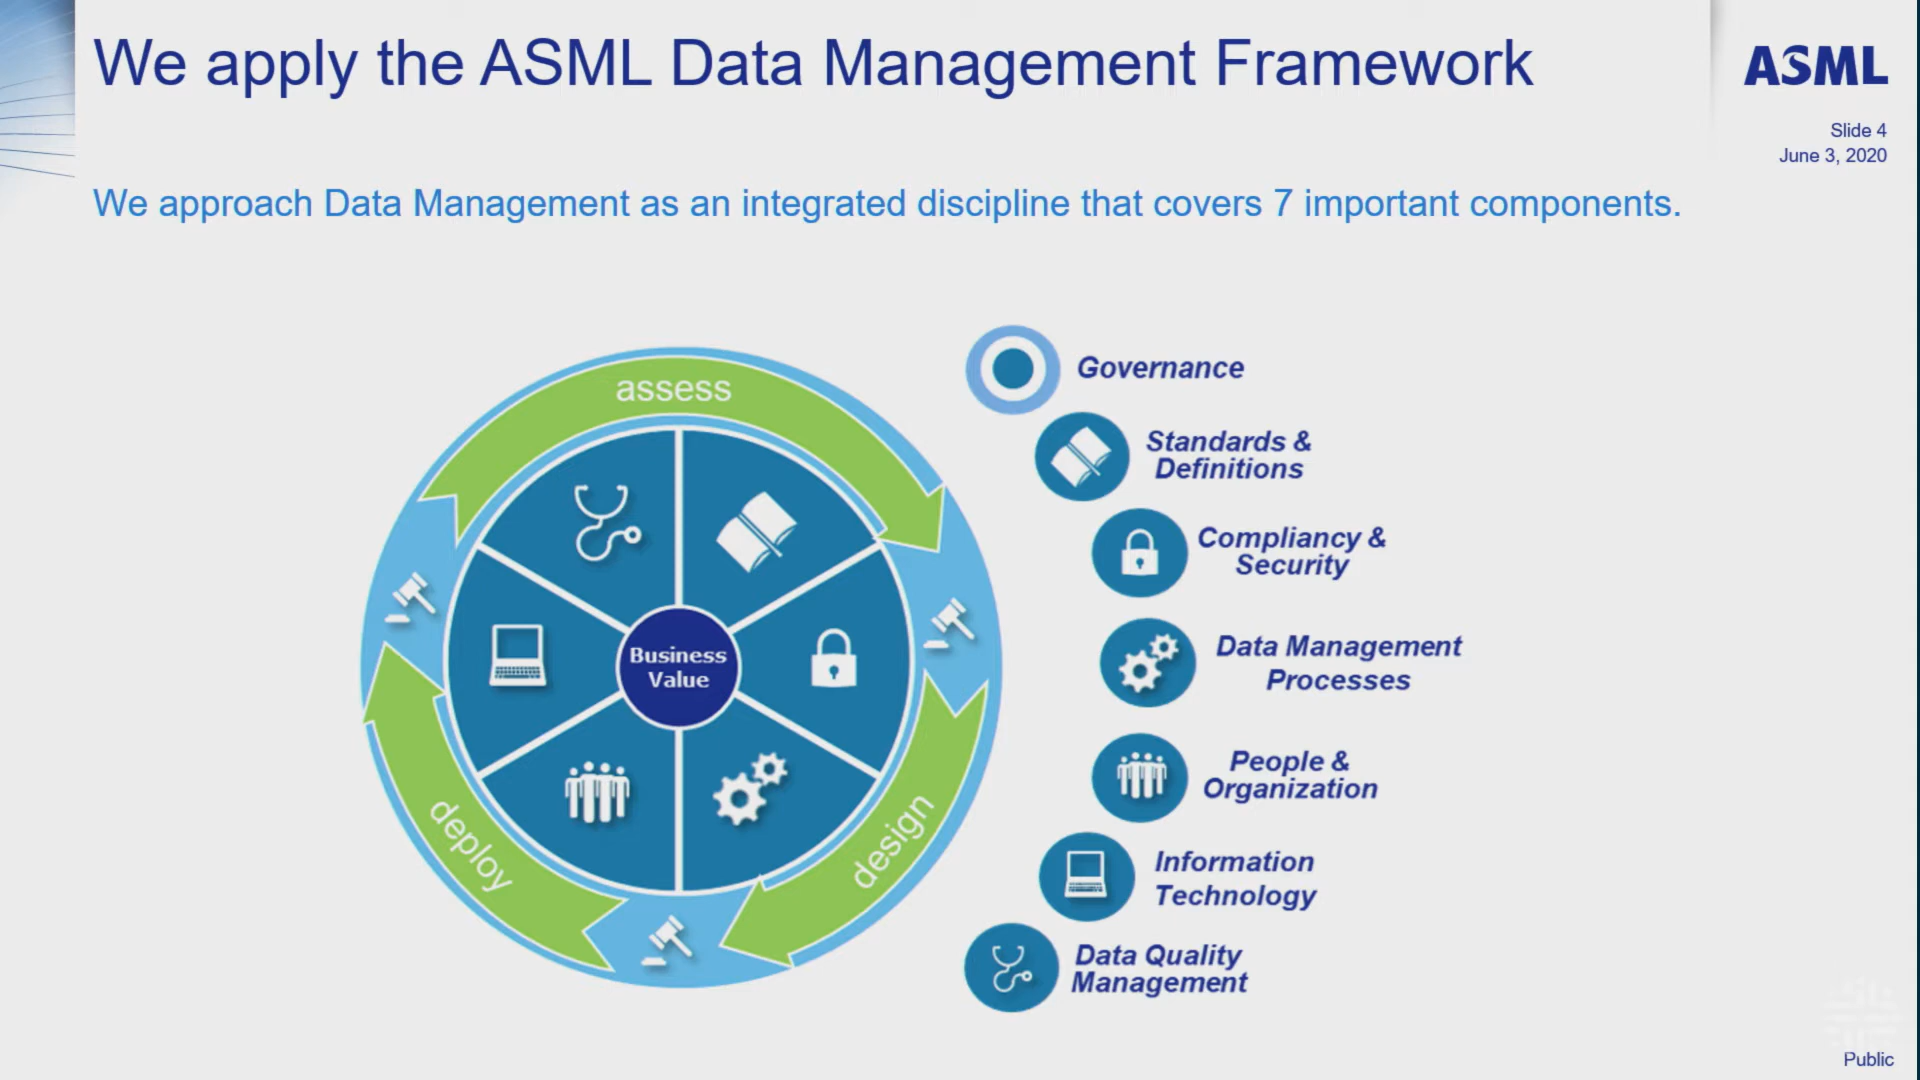 We apply the ASML Data Management Framework
ASML
Slide 4
June 3, 2020
We approach Data Management as an integrated discipline that covers 7 important components.
assess
design
deploy
Business
Value
Governance
Standards &
Definitions
Compliancy &
Security
Data Management
Processes
People &
Organization
Information
Technology
Data Quality
Management
Public